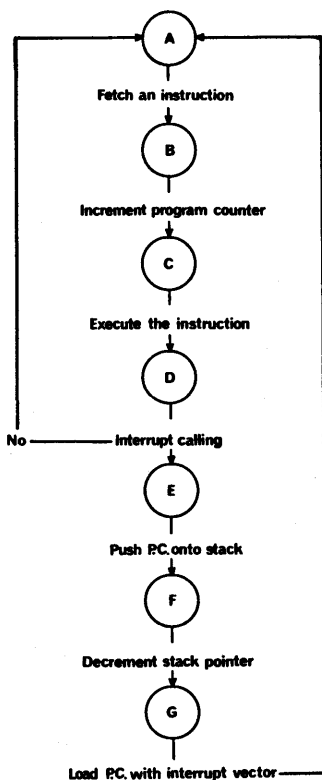 A
Fetch an instruction
B
Increment program counter
C
Execute the instruction
D
No
Interrupt calling
E
Push P.C. onto stack
F
Decrement stack pointer
G
Load P.C. with interrupt vector